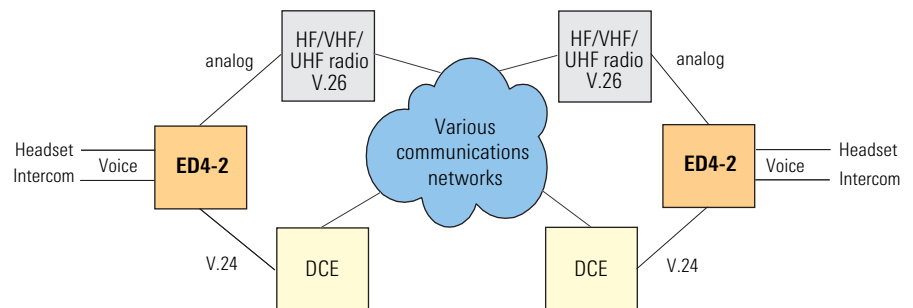 HF/VHF/
UHF radio
V.26
HF/VHF/
UHF radio
V.26
analog
analog
Various
communications
networks
Headset
Voice
Intercom
ED4-2
ED4-2
Headset
Voice
Intercom
V.24
DCE
DCE
V.24